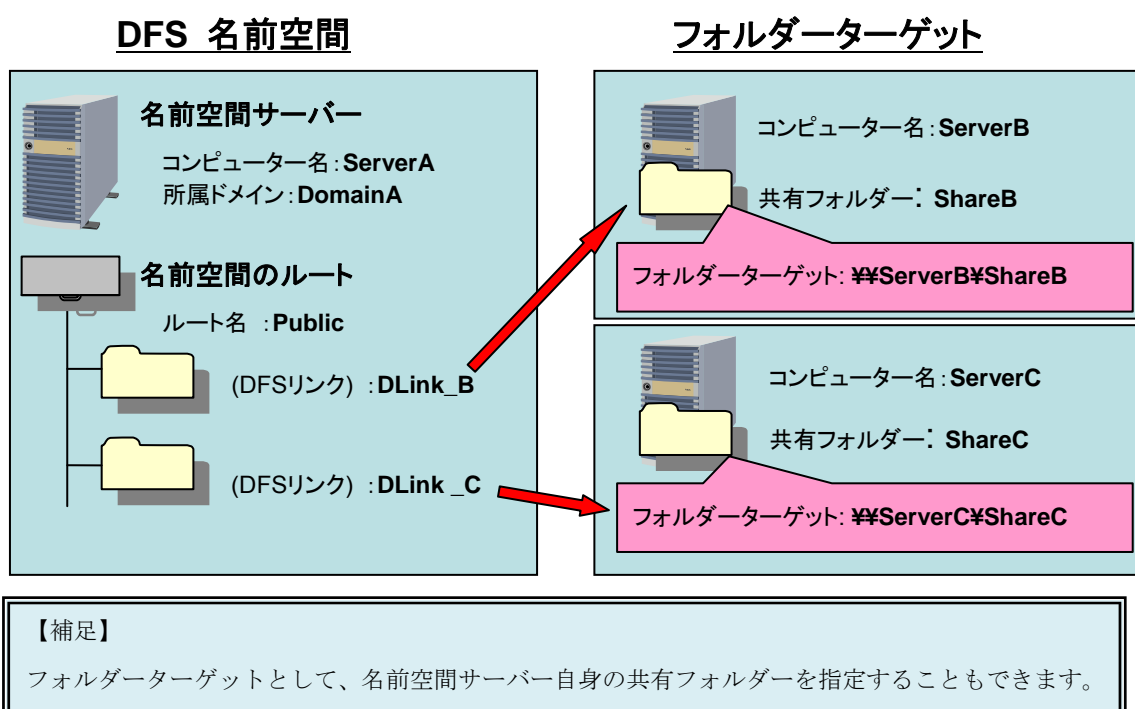 DFS 名前空間
名前空間サーバー
コンピューター名：ServerA
所属ドメイン：DomainA
名前空間のルート
ルート名 ：Public
(DFSリンク) ：DLink_B
(DFSリンク) ：DLink _C
フォルダーターゲット
コンピューター名：ServerB
共有フォルダー： ShareB
フォルダーターゲット: ¥¥ServerB¥ShareB
コンピューター名：ServerC
共有フォルダー： ShareC
フォルダーターゲット: ¥¥ServerC¥ShareC
【補足】
フォルダーターゲットとして、名前空間サーバー自身の共有フォルダーを指定することもできます。